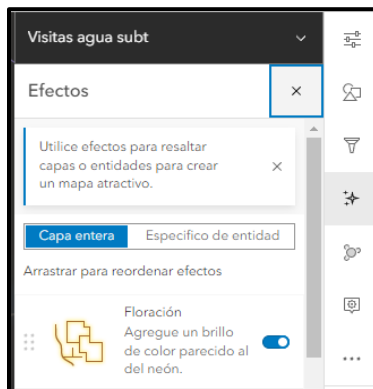 Visitas agua subt
Efectos
Utilice efectos para resaltar
capas o entidades para crear
un mapa atractivo.
Capa entera
Especifico de entidad
Arrastrar para reordenar efectos
Floración
Agregue un brillo
de color parecido al
del neón.